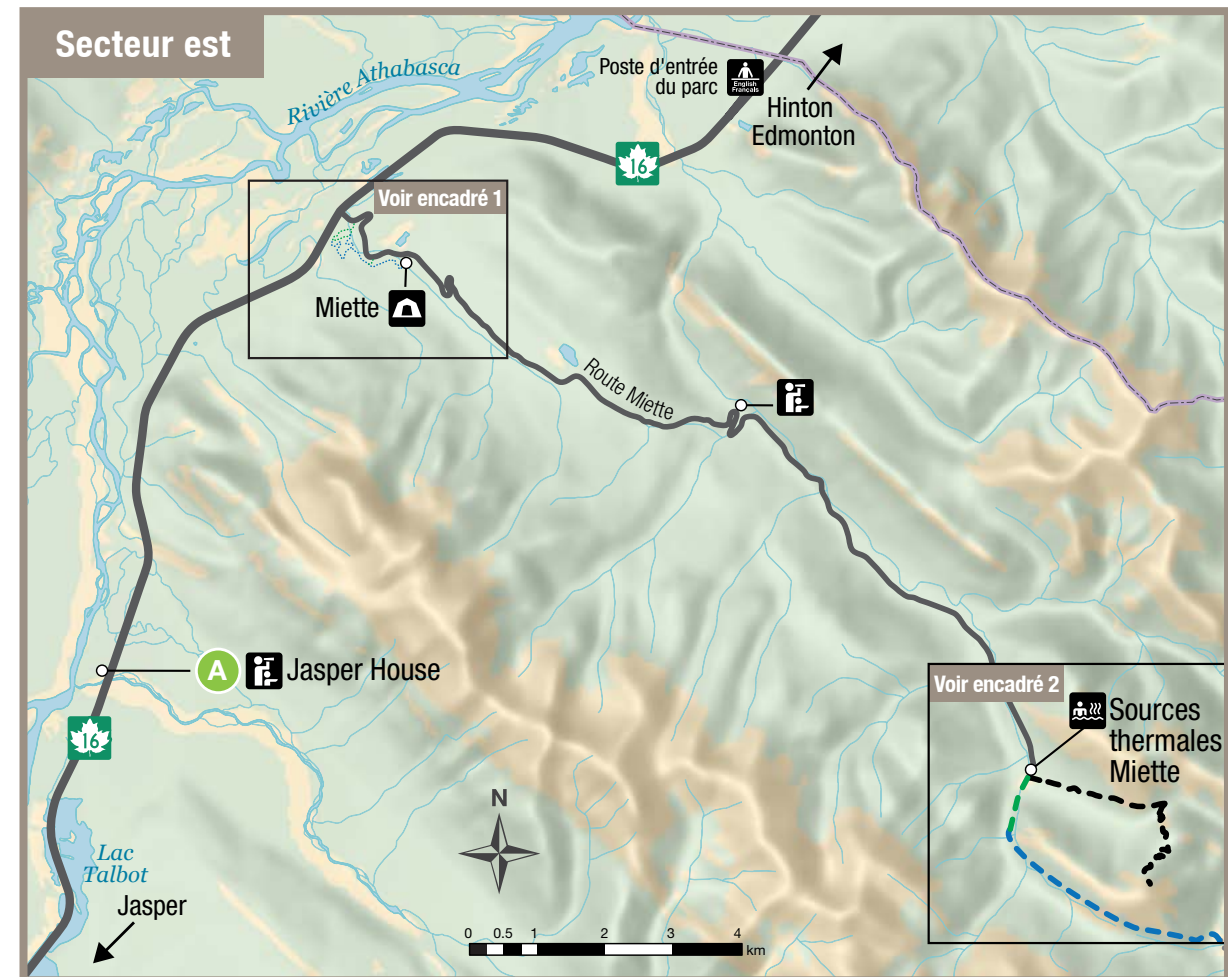 Secteur est
Rivière Athabasca
Poste d'entrée
du parc
English
Français
Hinton
Edmonton
16
Voir encadré 1
Miette
Route Miette
A
Jasper House
16
Voir encadré 2
Sources
thermales
Miette
N
Lac
Talbot
Jasper
0 0.5 1 2 3 4
km